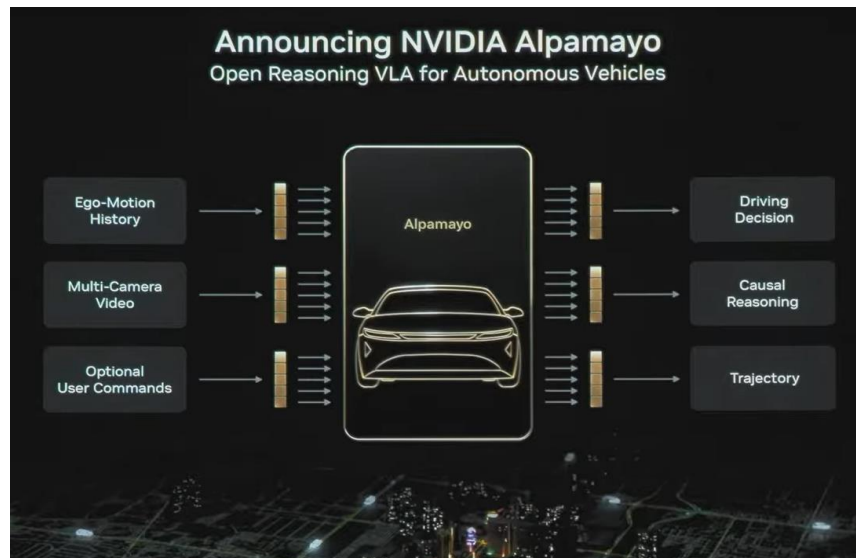 Announcing NVIDIA Alpamayo
Open Reasoning VLA for Autonomous Vehicles
Ego-Motion
History
Multi-Camera
Video
Optional
User Commands
Alpamayo
Driving
Decision
Causal
Reasoning
Trajectory